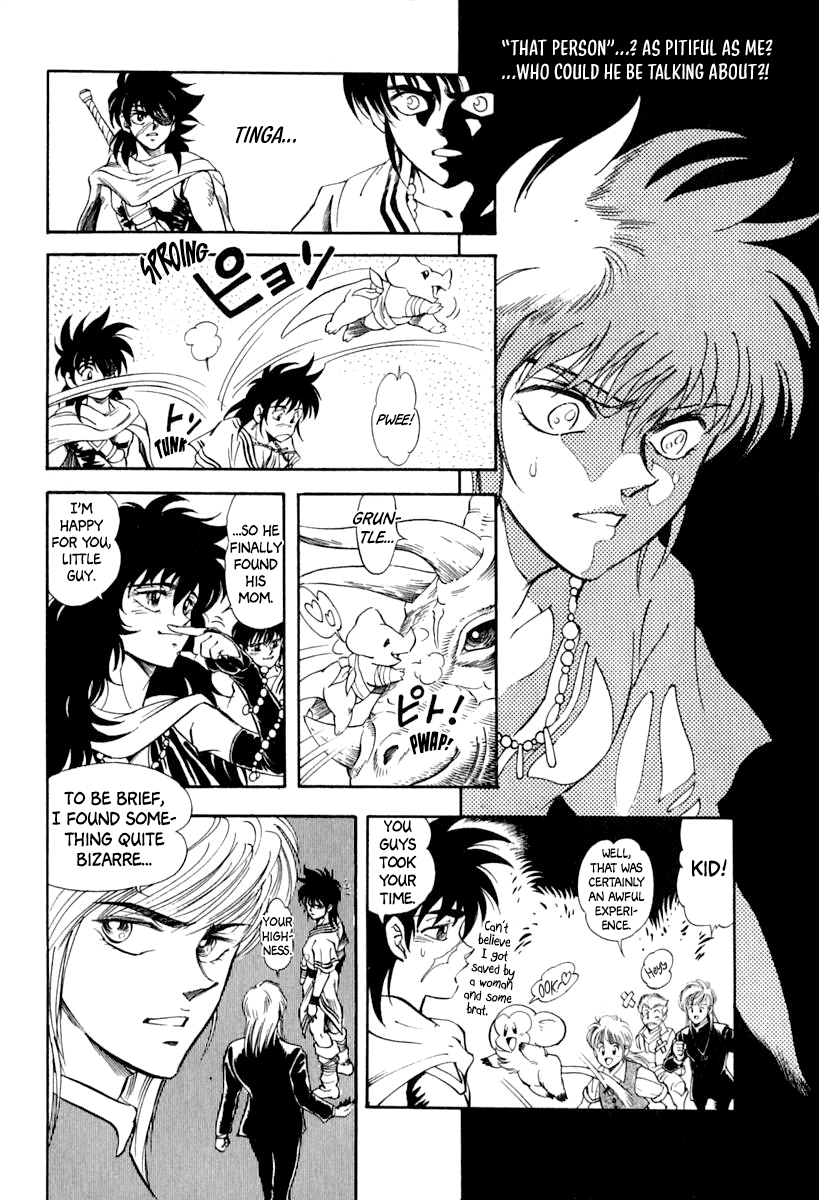 "THAT PERSON"...? AS PITIFUL AS ME?
...WHO COULD HE BE TALKING ABOUT?!
TINGA...
SPROING-
ピョン
PWEE!
トン
TUNK
GRUN-
TLE...
ピト!
PWAP!
...SO HE
FINALLY
FOUND
HIS
MOM.
I'M
HAPPY
FOR YOU,
LITTLE
GUY.
KID!
WELL,
THAT WAS
CERTAINLY
AN AWFUL
EXPERI-
ENCE.
Heyy
OOK-♡
YOU
GUYS
TOOK
YOUR
TIME.
Can't
believe
I got
saved by
a woman
and some
brat.
YOUR
HIGH-
NESS.
TO BE BRIEF,
I FOUND SOME-
THING QUITE
BIZARRE...